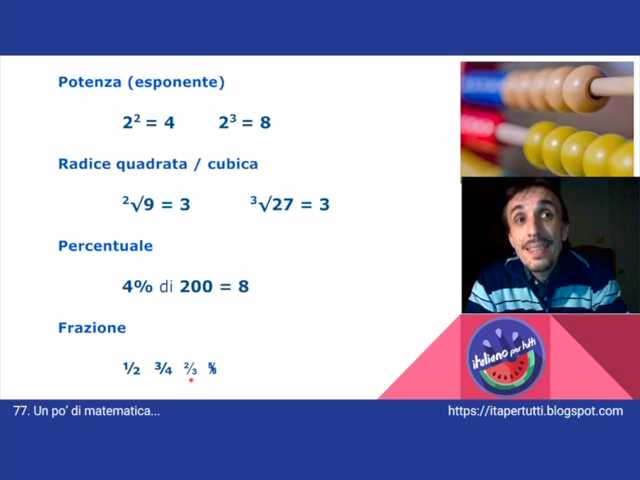 Potenza (esponente)
2² = 4 2³ = 8
Radice quadrata / cubica
²√9 = 3 ³√27 = 3
Percentuale
4% di 200 = 8
Frazione
½ ¾ ⅔
italiano per tutti
77. Un po’ di matematica...
https://itapertutti.blogspot.com